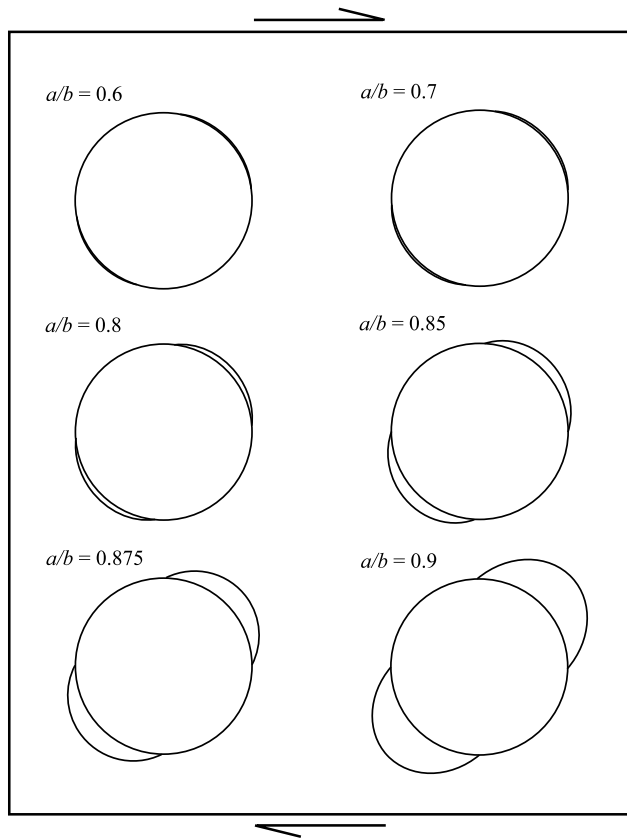 a/b = 0.6
a/b = 0.7
a/b = 0.8
a/b = 0.85
a/b = 0.875
a/b = 0.9